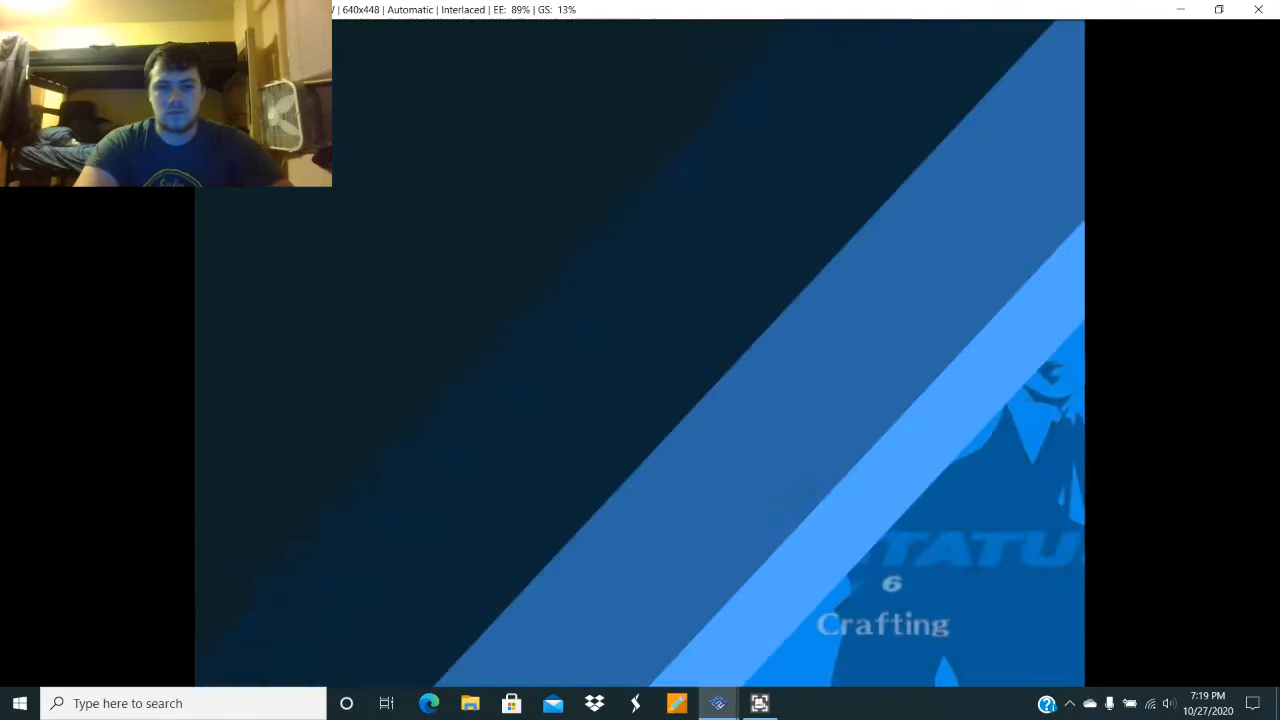 | 640x448 | Automatic | Interlaced | EE: 89% | GS: 13%
TATU
6
Crafting
Type here to search
7:19 PM
10/27/2020